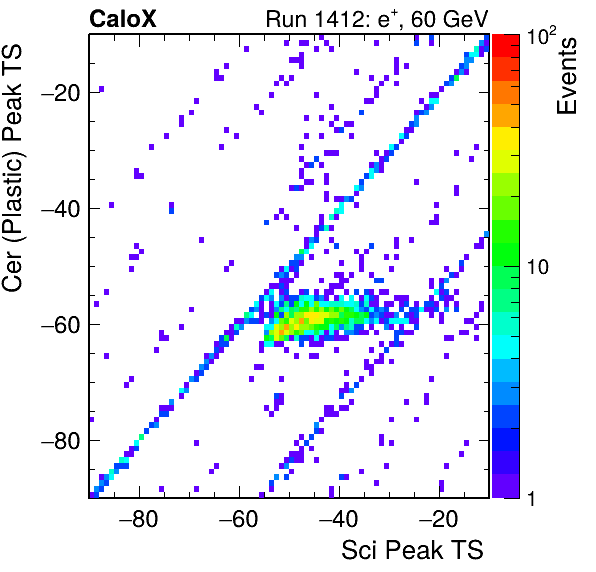 CaloX Run 1412: e⁺, 60 GeV
Cer (Plastic) Peak TS
−20
−40
−60
−80
−80 −60 −40 −20
Sci Peak TS
10²
10
1
Events